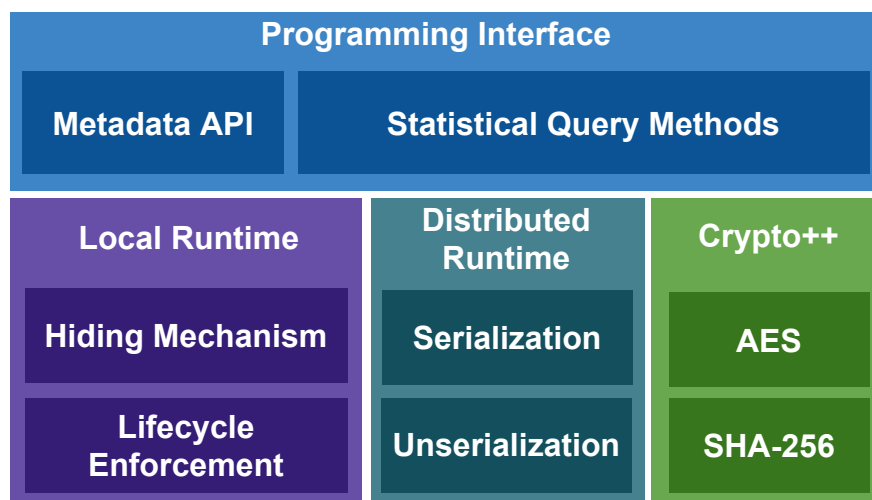 Programming Interface
Metadata API
Statistical Query Methods
Local Runtime
Hiding Mechanism
Lifecycle
Enforcement
Distributed
Runtime
Serialization
Unserialization
Crypto++
AES
SHA-256